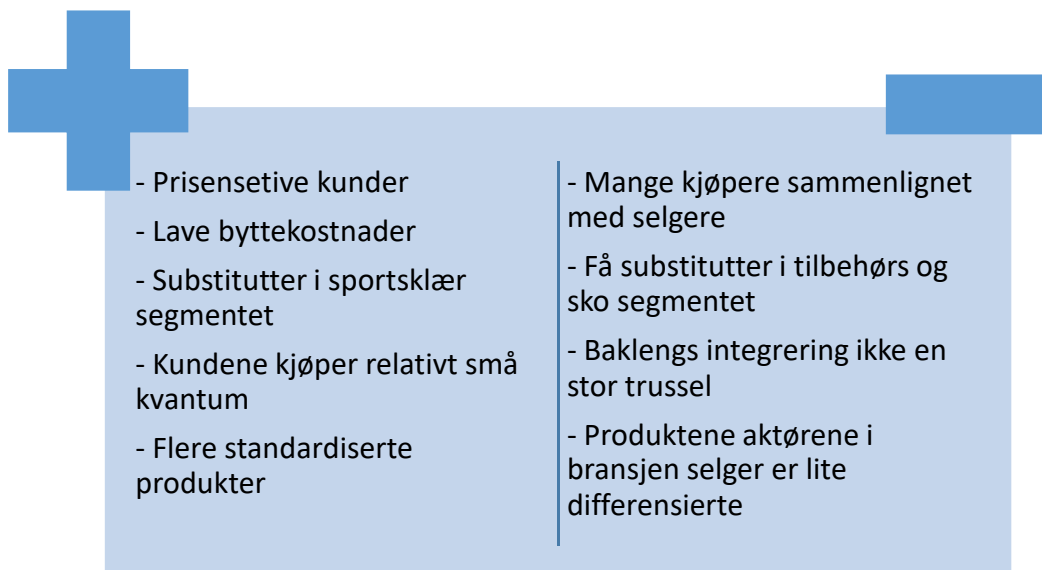 - Prisensetive kunder
- Lave byttekostnader
- Substitutter i sportsklær
segmentet
- Kundene kjøper relativt små
kvantum
- Flere standardiserte
produkter
- Mange kjøpere sammenlignet
med selgere
- Få substitutter i tilbehørs og
sko segmentet
- Baklengs integrering ikke en
stor trussel
- Produktene aktørene i
bransjen selger er lite
differensierte